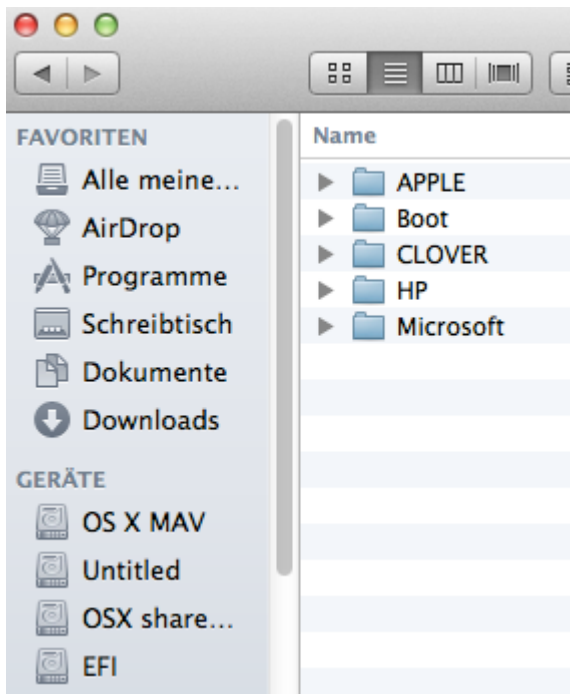 FAVORITEN
Alle meine...
AirDrop
Programme
Schreibtisch
Dokumente
Downloads
GERÄTE
OS X MAV
Untitled
OSX share...
EFI
Name
APPLE
Boot
CLOVER
HP
Microsoft